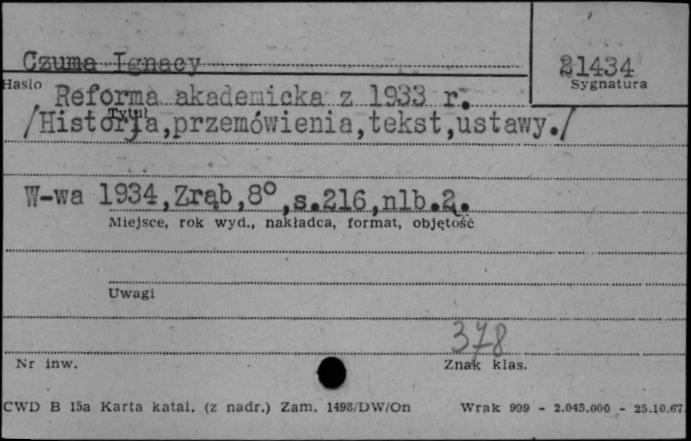 Czuma Ignacy
21434
Hasło
Sygnatura
Reforma akademicka z 1933 r.
Tytuł
/Historja,przemówienia,tekst,ustawy./
W-wa 1934,Zrąb,8°,s.216,nlb.2.
Miejsce, rok wyd., nakładca, format, objętość
Uwagi
378
Nr inw.
Znak klas.
CWD B 15a Karta katal. (z nadr.) Zam. 1498/DW/On
Wrak 999 - 2.045.000 - 25.10.67